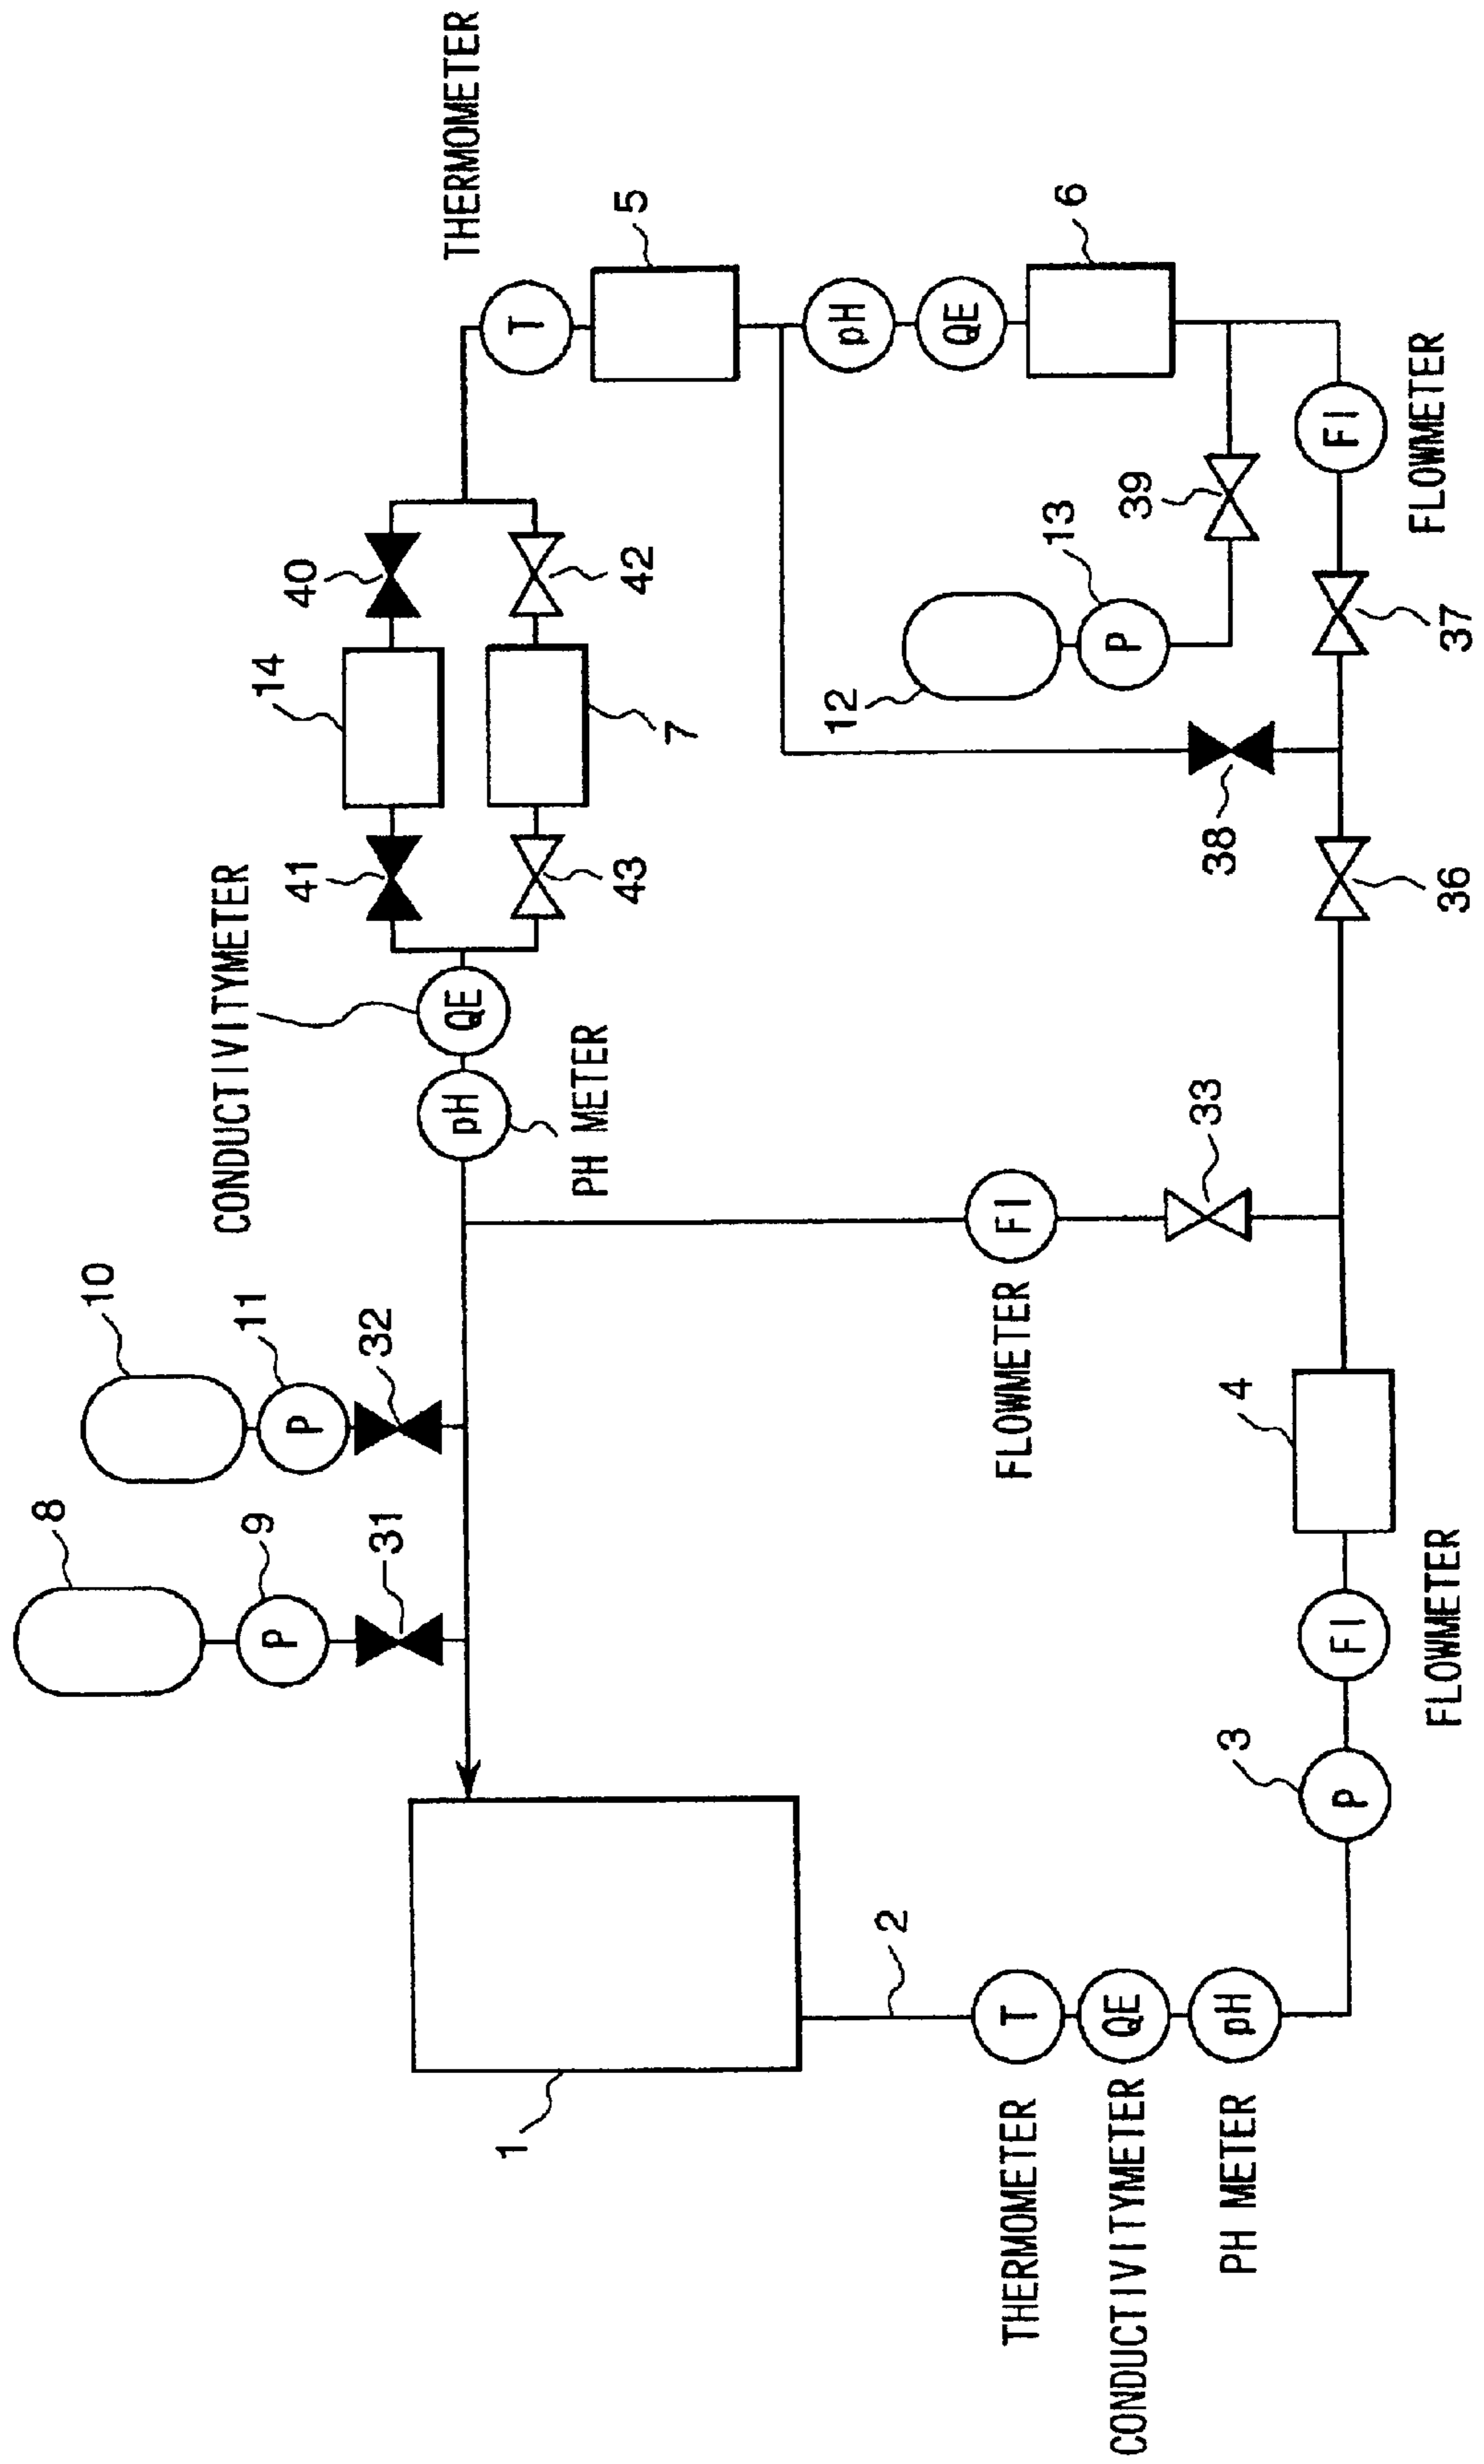 THERMOMETER
T
5
pH
QE
6
FI
FLOWMETER
40
42
14
7
41
43
39
13
P
12
37
38
36
CONDUCTIVITYMETER
QE
pH
PH METER
33
FI
FLOWMETER
10
11
P
32
8
9
P
31
4
FI
FLOWMETER
3
P
1
2
T
QE
pH
THERMOMETER
CONDUCTIVITYMETER
PH METER